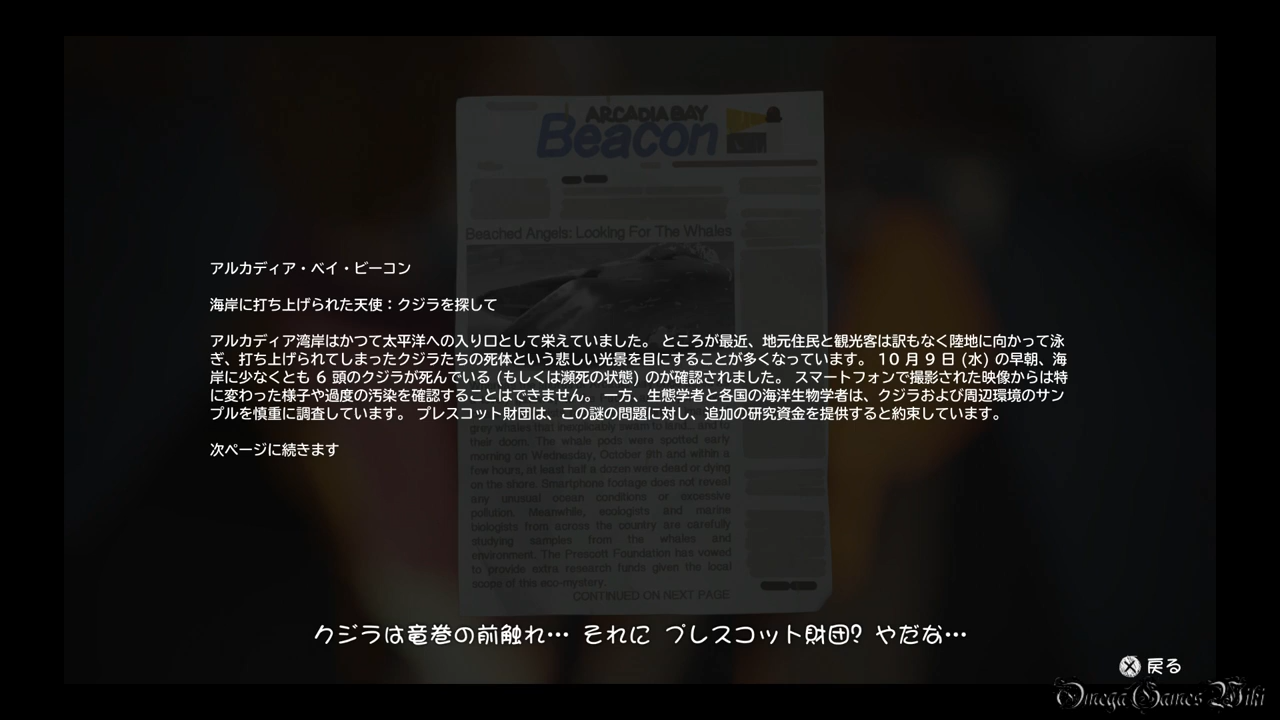 ARCADIA BAY
Beacon
Beached Angels: Looking For The Whales
アルカディア・ベイ・ビーコン
海岸に打ち上げられた天使：クジラを探して
アルカディア湾岸はかつて太平洋への入り口として栄えていました。 ところが最近、地元住民と観光客は訳もなく陸地に向かって泳
ぎ、打ち上げられてしまったクジラたちの死体という悲しい光景を目にすることが多くなっています。 10 月 9 日 (水) の早朝、海
岸に少なくとも 6 頭のクジラが死んでいる (もしくは瀕死の状態) のが確認されました。 スマートフォンで撮影された映像からは特
に変わった様子や過度の汚染を確認することはできません。 一方、生態学者と各国の海洋生物学者は、クジラおよび周辺環境のサン
プルを慎重に調査しています。 プレスコット財団は、この謎の問題に対し、追加の研究資金を提供すると約束しています。
次ページに続きます
grey whales that inexplicably swam to land... and to
their doom. The whale pods were spotted early
morning on Wednesday, October 9th and within a
few hours, at least half a dozen were dead or dying
on the shore. Smartphone footage does not reveal
any unusual ocean conditions or excessive
pollution. Meanwhile, ecologists and marine
biologists from across the country are carefully
studying samples from the whales and
environment. The Prescott Foundation has vowed
to provide extra research funds given the local
scope of this eco-mystery.
CONTINUED ON NEXT PAGE
クジラは竜巻の前触れ… それに プレスコット財団? やだな…
戻る
Omega Games Wiki